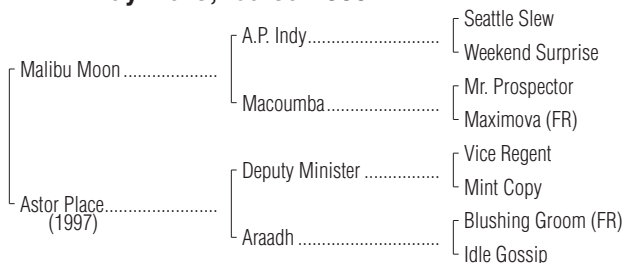 Seattle Slew
A.P. Indy
Weekend Surprise
Malibu Moon
Mr. Prospector
Macoumba
Maximova (FR)
Vice Regent
Deputy Minister
Mint Copy
Astor Place
(1997)
Blushing Groom (FR)
Araadh
Idle Gossip